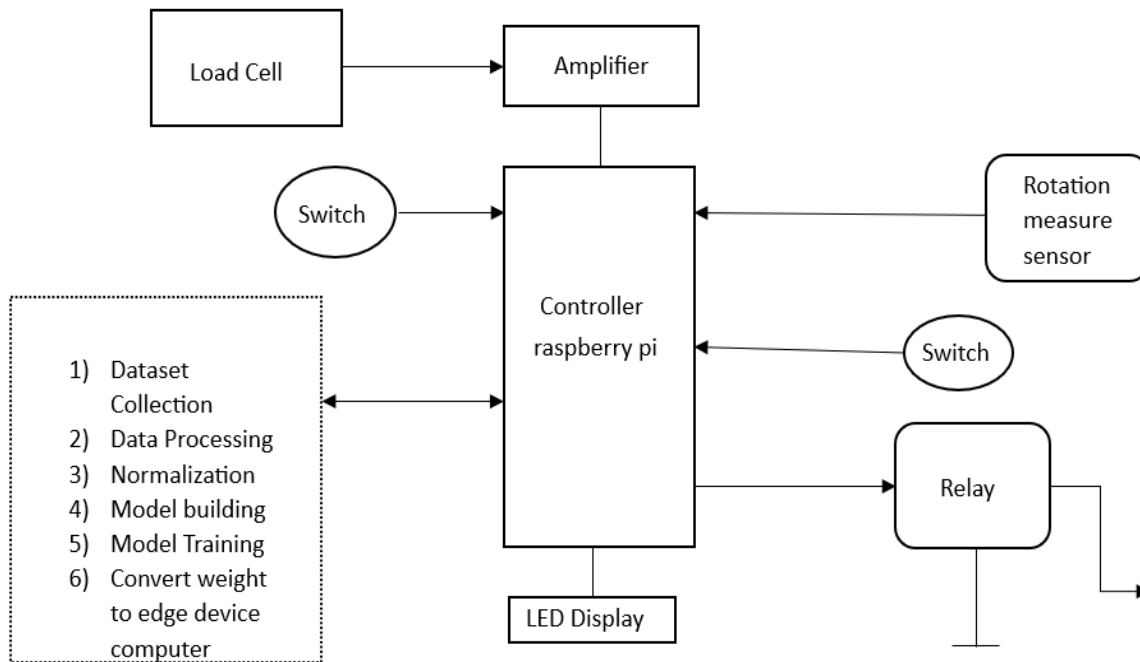 Load Cell
Amplifier
Switch
Rotation
measure
sensor
Controller
raspberry pi
Switch
1) Dataset
Collection
2) Data Processing
3) Normalization
4) Model building
5) Model Training
6) Convert weight
to edge device
computer
Relay
LED Display